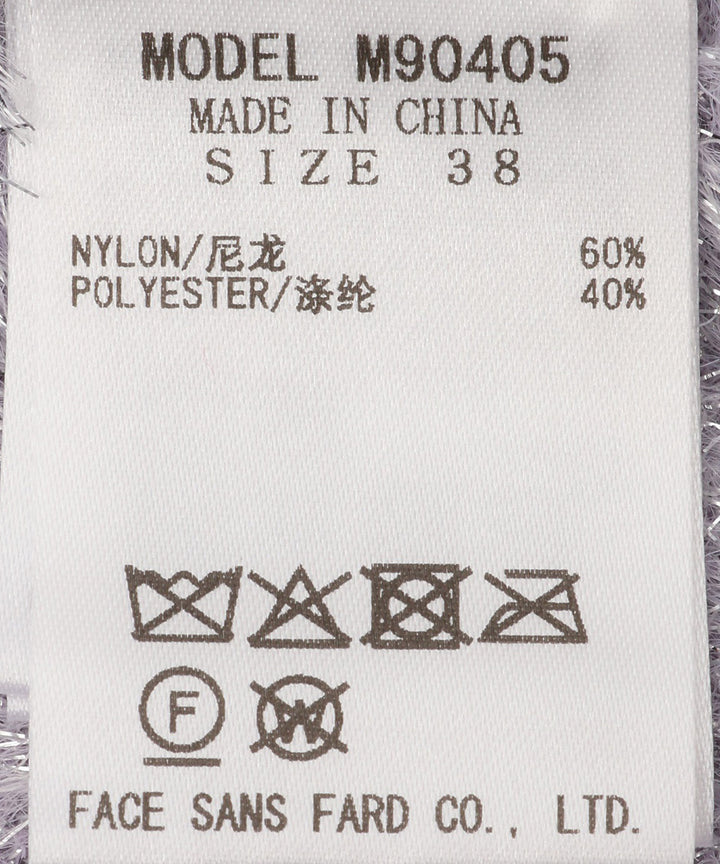 MODEL M90405
MADE IN CHINA
SIZE 38
NYLON/尼龙 60%
POLYESTER/涤纶 40%
F
W
FACE SANS FARD CO., LTD.